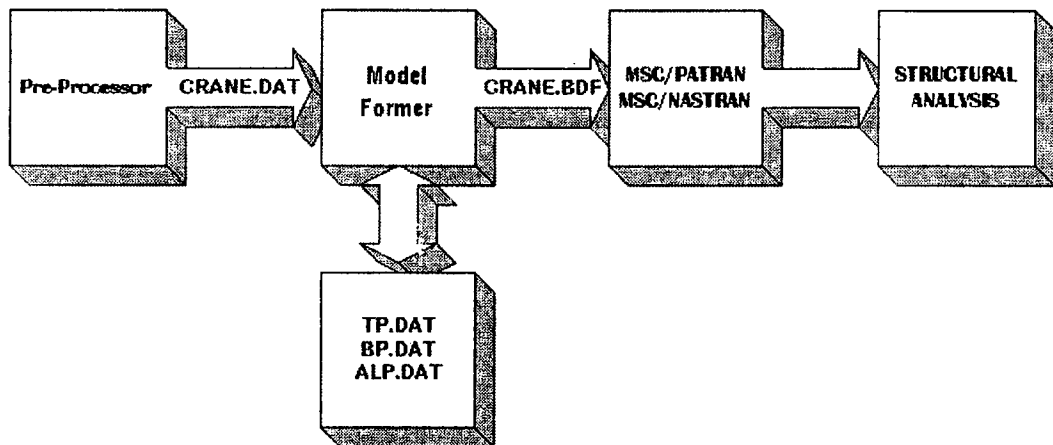 Pre-Processor
CRANE.DAT
Model
Former
CRANE.BDF
MSC/PATRAN
MSC/NASTRAN
STRUCTURAL
ANALYSIS
TP.DAT
BP.DAT
ALP.DAT